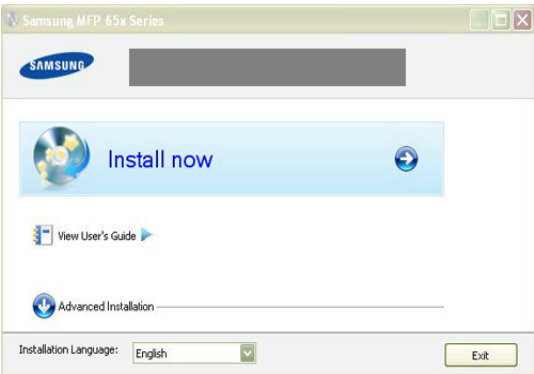 Samsung MFP 65x Series
SAMSUNG
Install now
View User's Guide
Advanced Installation
Installation Language: English
Exit